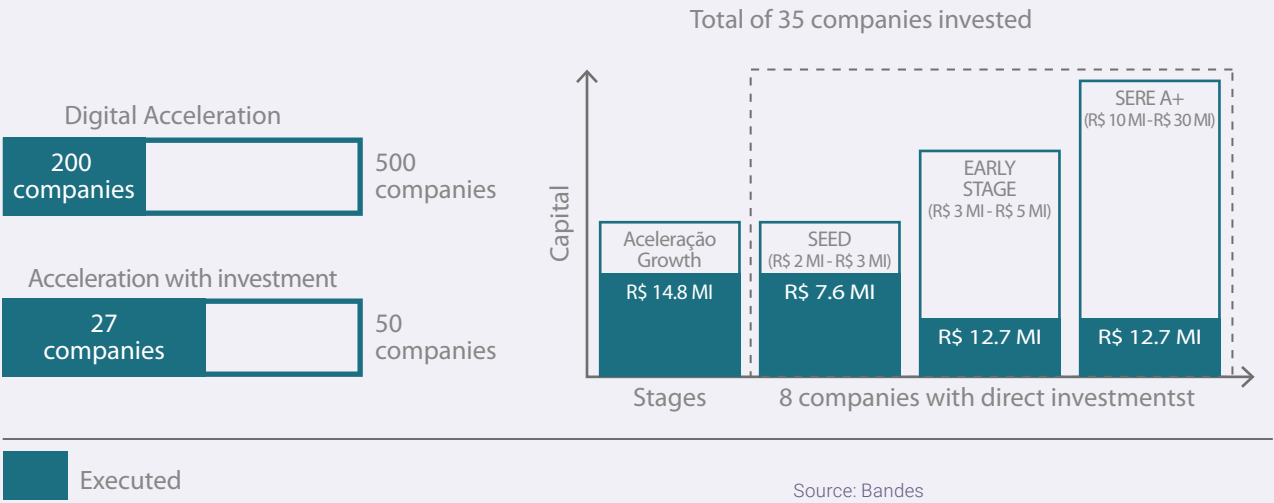 Total of 35 companies invested
Digital Acceleration
200
companies
500
companies
Acceleration with investment
27
companies
50
companies
Capital
Aceleração
Growth
R$ 14.8 MI
SEED
(R$ 2 MI - R$ 3 MI)
R$ 7.6 MI
EARLY
STAGE
(R$ 3 MI - R$ 5 MI)
R$ 12.7 MI
SERE A+
(R$ 10 MI - R$ 30 MI)
R$ 12.7 MI
Stages
8 companies with direct investmentst
Executed
Source: Bandes